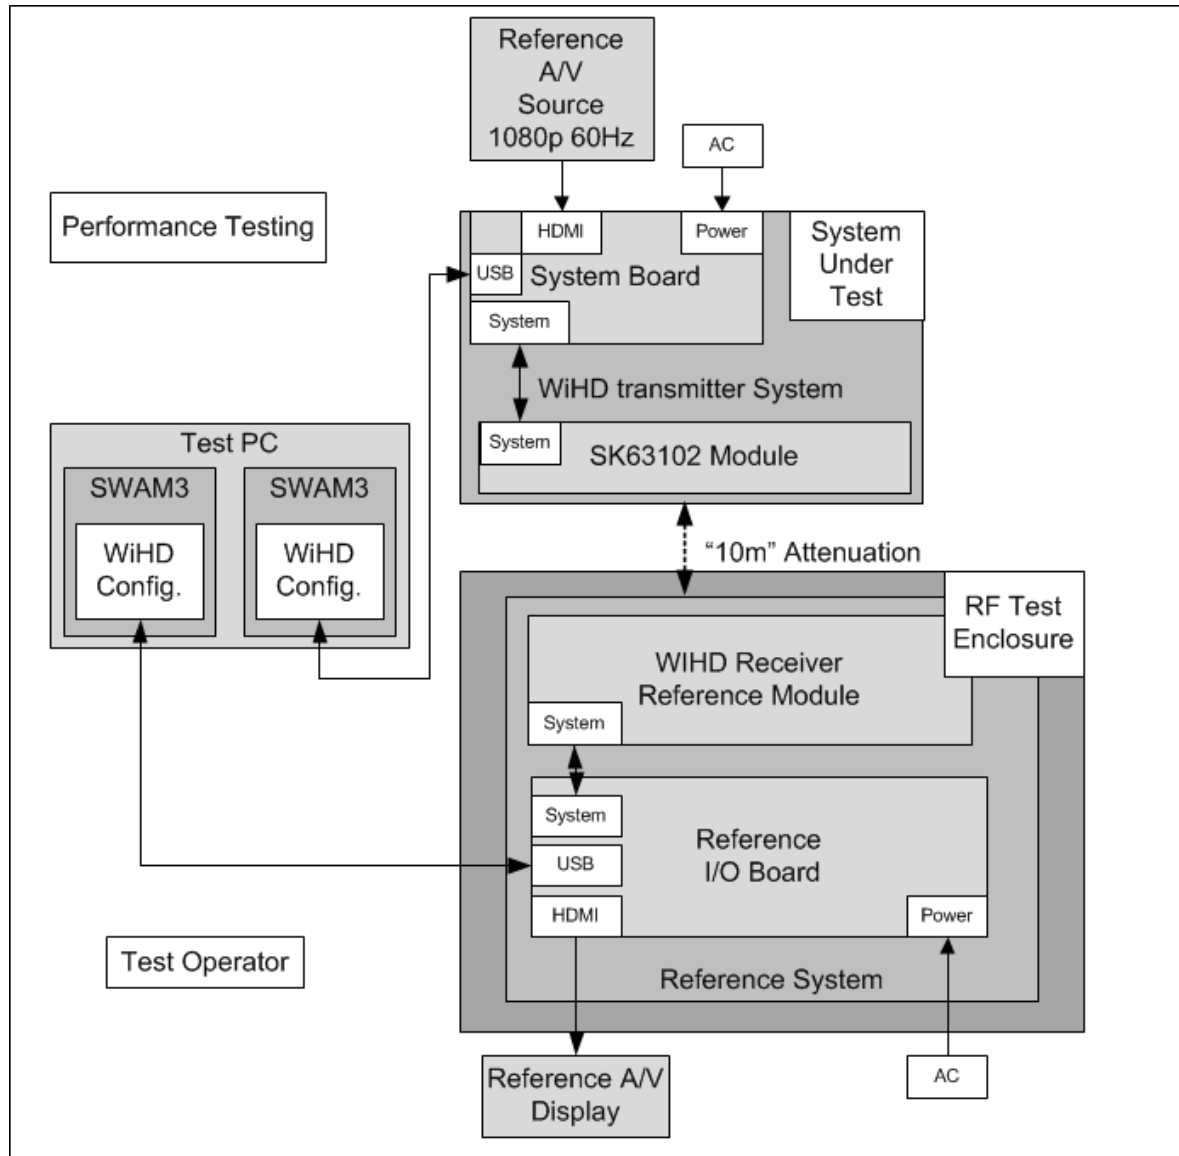 Reference
A/V
Source
1080p 60Hz
AC
Performance Testing
HDMI
Power
System
Under
Test
USB
System Board
System
WiHD transmitter System
Test PC
System
SK63102 Module
SWAM3
SWAM3
WiHD
Config.
WiHD
Config.
“10m” Attenuation
RF Test
Enclosure
WIHD Receiver
Reference Module
System
System
Reference
I/O Board
USB
HDMI
Power
Test Operator
Reference System
Reference A/V
Display
AC